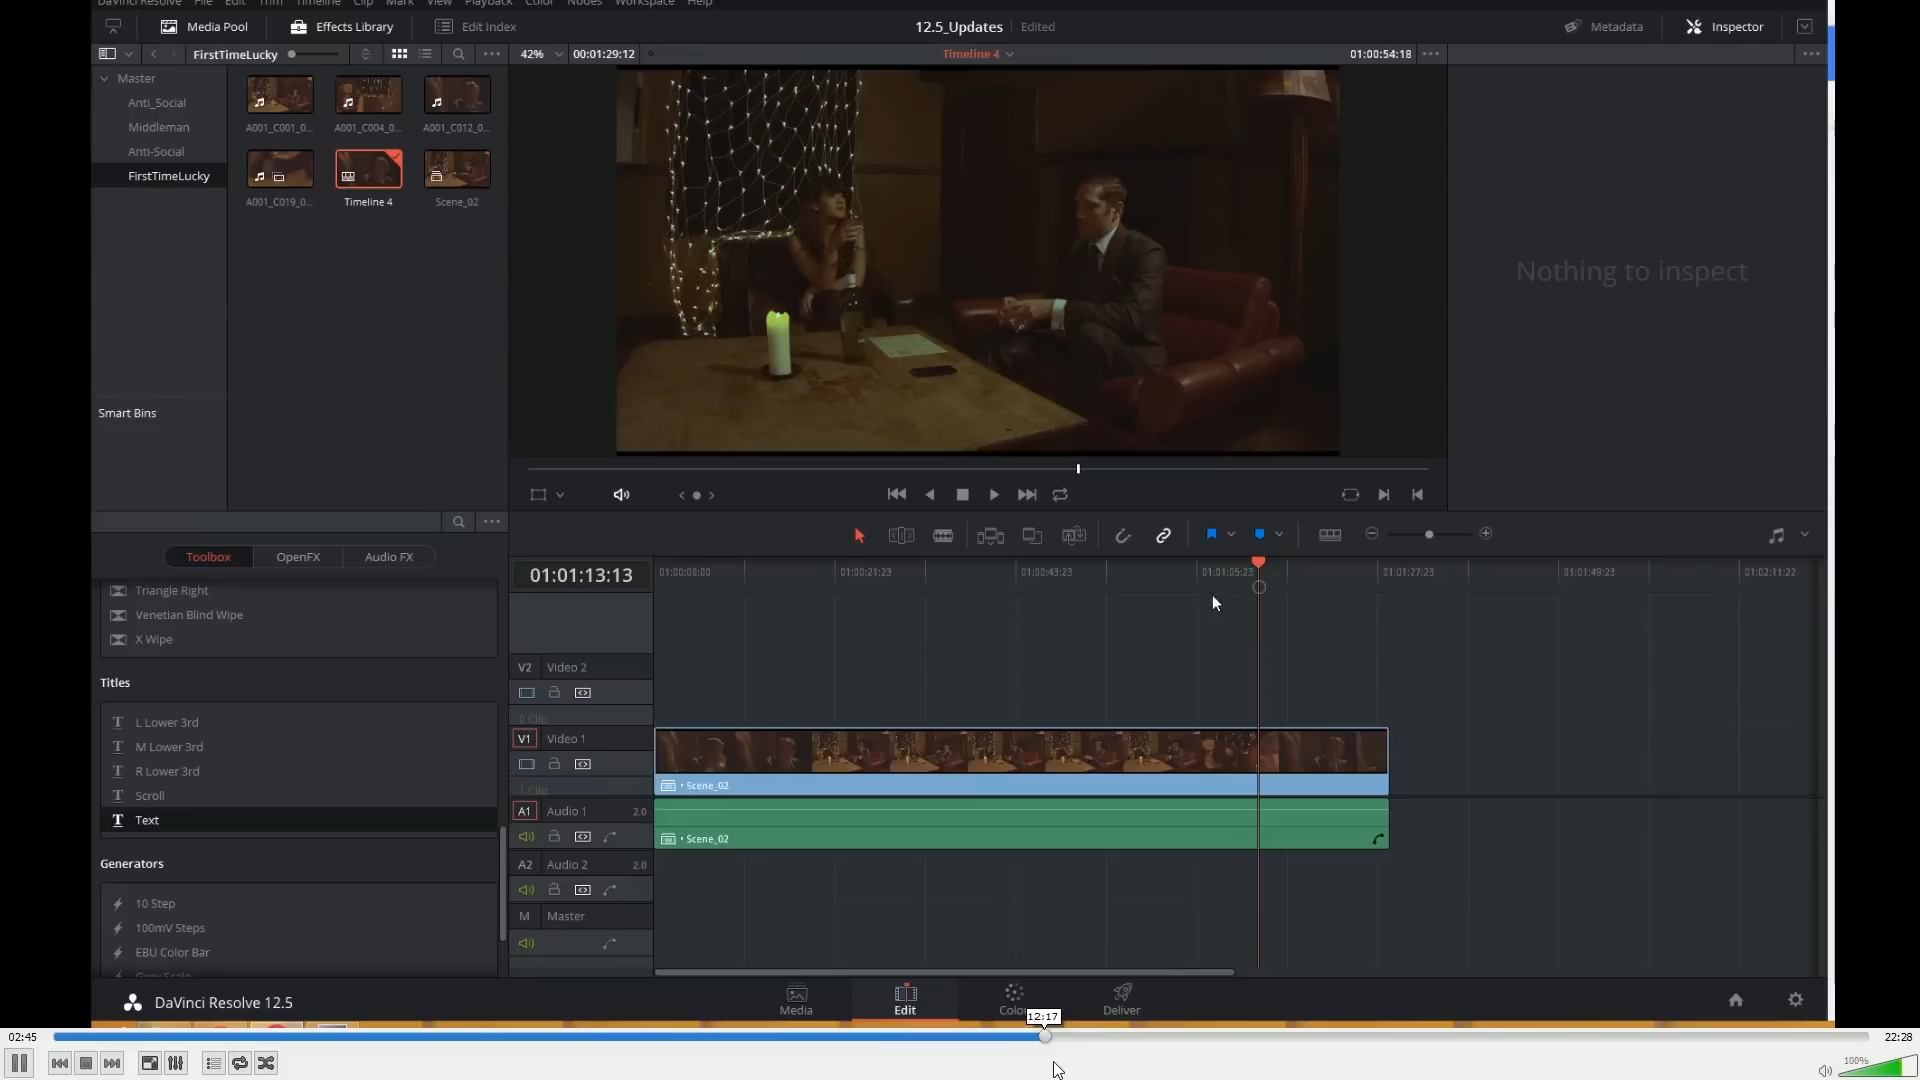 DaVinci Resolve File Edit Trim Timeline Clip Mark View Playback Color Nodes Workspace Help
Media Pool Effects Library Edit Index 12.5_Updates Edited Metadata Inspector
FirstTimeLucky 42% 00:01:29:12 Timeline 4 01:00:54:18
Master
Anti_Social
Middleman
Anti-Social
FirstTimeLucky
A001_C001_0... A001_C004_0... A001_C012_0...
A001_C019_0... Timeline 4 Scene_02
Nothing to inspect
Smart Bins
Toolbox OpenFX Audio FX
Triangle Right
Venetian Blind Wipe
X Wipe
Titles
L Lower 3rd
M Lower 3rd
R Lower 3rd
Scroll
Text
Generators
10 Step
100mV Steps
EBU Color Bar
Grey Scale
01:01:13:13 01:00:00:00 01:00:21:23 01:00:43:23 01:01:05:23 01:01:27:23 01:01:49:23 01:02:11:22
V2 Video 2
0 Clip
V1 Video 1
1 Clip
Scene_02
A1 Audio 1 2.0
Scene_02
A2 Audio 2 2.0
M Master
DaVinci Resolve 12.5 Media Edit Color Deliver
12:17
02:45 22:28
100%